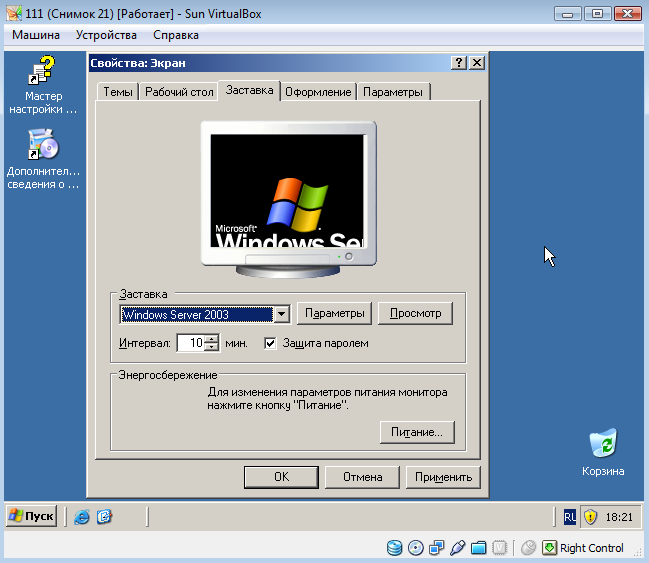 111 (Снимок 21) [Работает] - Sun VirtualBox
Машина Устройства Справка
Мастер
настройки ...
Дополнител...
сведения о ...
Свойства: Экран
Темы Рабочий стол Заставка Оформление Параметры
Microsoft
Windows Se
Заставка
Windows Server 2003 Параметры Просмотр
Интервал: 10 мин. Защита паролем
Энергосбережение
Для изменения параметров питания монитора
нажмите кнопку "Питание".
Питание...
OK Отмена Применить
Корзина
Пуск RU 18:21
Right Control